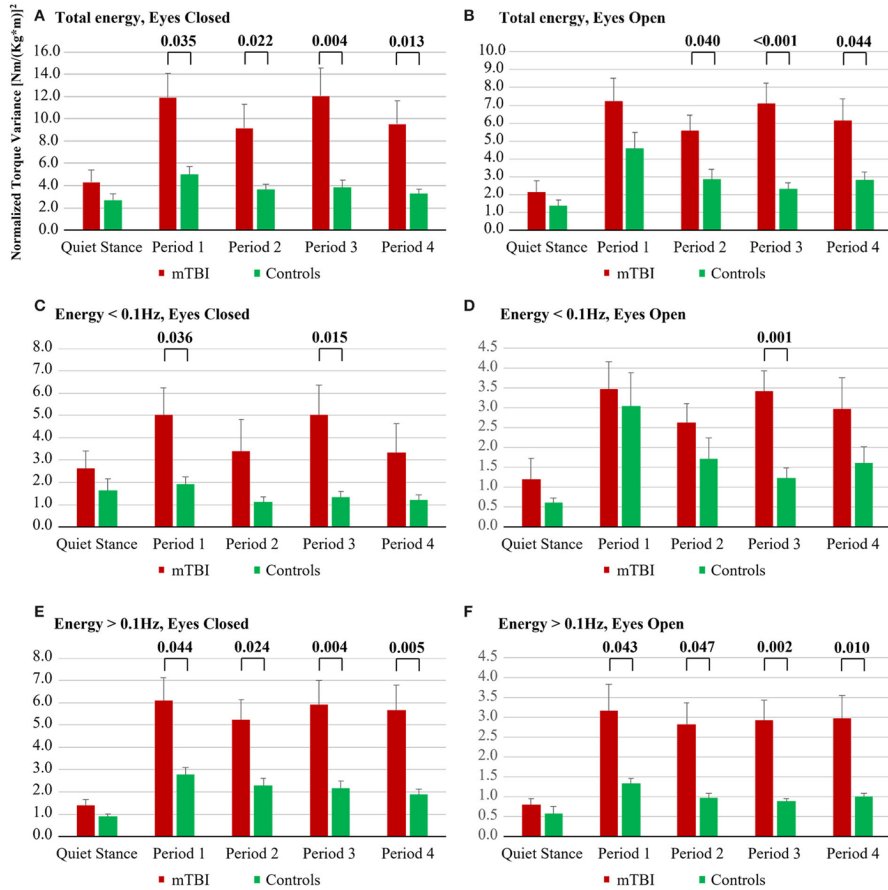 A Total energy, Eyes Closed
Normalized Torque Variance [Nm/(Kg*m)]²
0.035 0.022 0.004 0.013
16.0
14.0
12.0
10.0
8.0
6.0
4.0
2.0
0.0
Quiet Stance Period 1 Period 2 Period 3 Period 4
mTBI Controls
B Total energy, Eyes Open
0.040 <0.001 0.044
10.0
9.0
8.0
7.0
6.0
5.0
4.0
3.0
2.0
1.0
0.0
Quiet Stance Period 1 Period 2 Period 3 Period 4
mTBI Controls
C Energy < 0.1Hz, Eyes Closed
0.036 0.015
8.0
7.0
6.0
5.0
4.0
3.0
2.0
1.0
0.0
Quiet Stance Period 1 Period 2 Period 3 Period 4
mTBI Controls
D Energy < 0.1Hz, Eyes Open
0.001
4.5
4.0
3.5
3.0
2.5
2.0
1.5
1.0
0.5
0.0
Quiet Stance Period 1 Period 2 Period 3 Period 4
mTBI Controls
E Energy > 0.1Hz, Eyes Closed
0.044 0.024 0.004 0.005
8.0
7.0
6.0
5.0
4.0
3.0
2.0
1.0
0.0
Quiet Stance Period 1 Period 2 Period 3 Period 4
mTBI Controls
F Energy > 0.1Hz, Eyes Open
0.043 0.047 0.002 0.010
4.5
4.0
3.5
3.0
2.5
2.0
1.5
1.0
0.5
0.0
Quiet Stance Period 1 Period 2 Period 3 Period 4
mTBI Controls